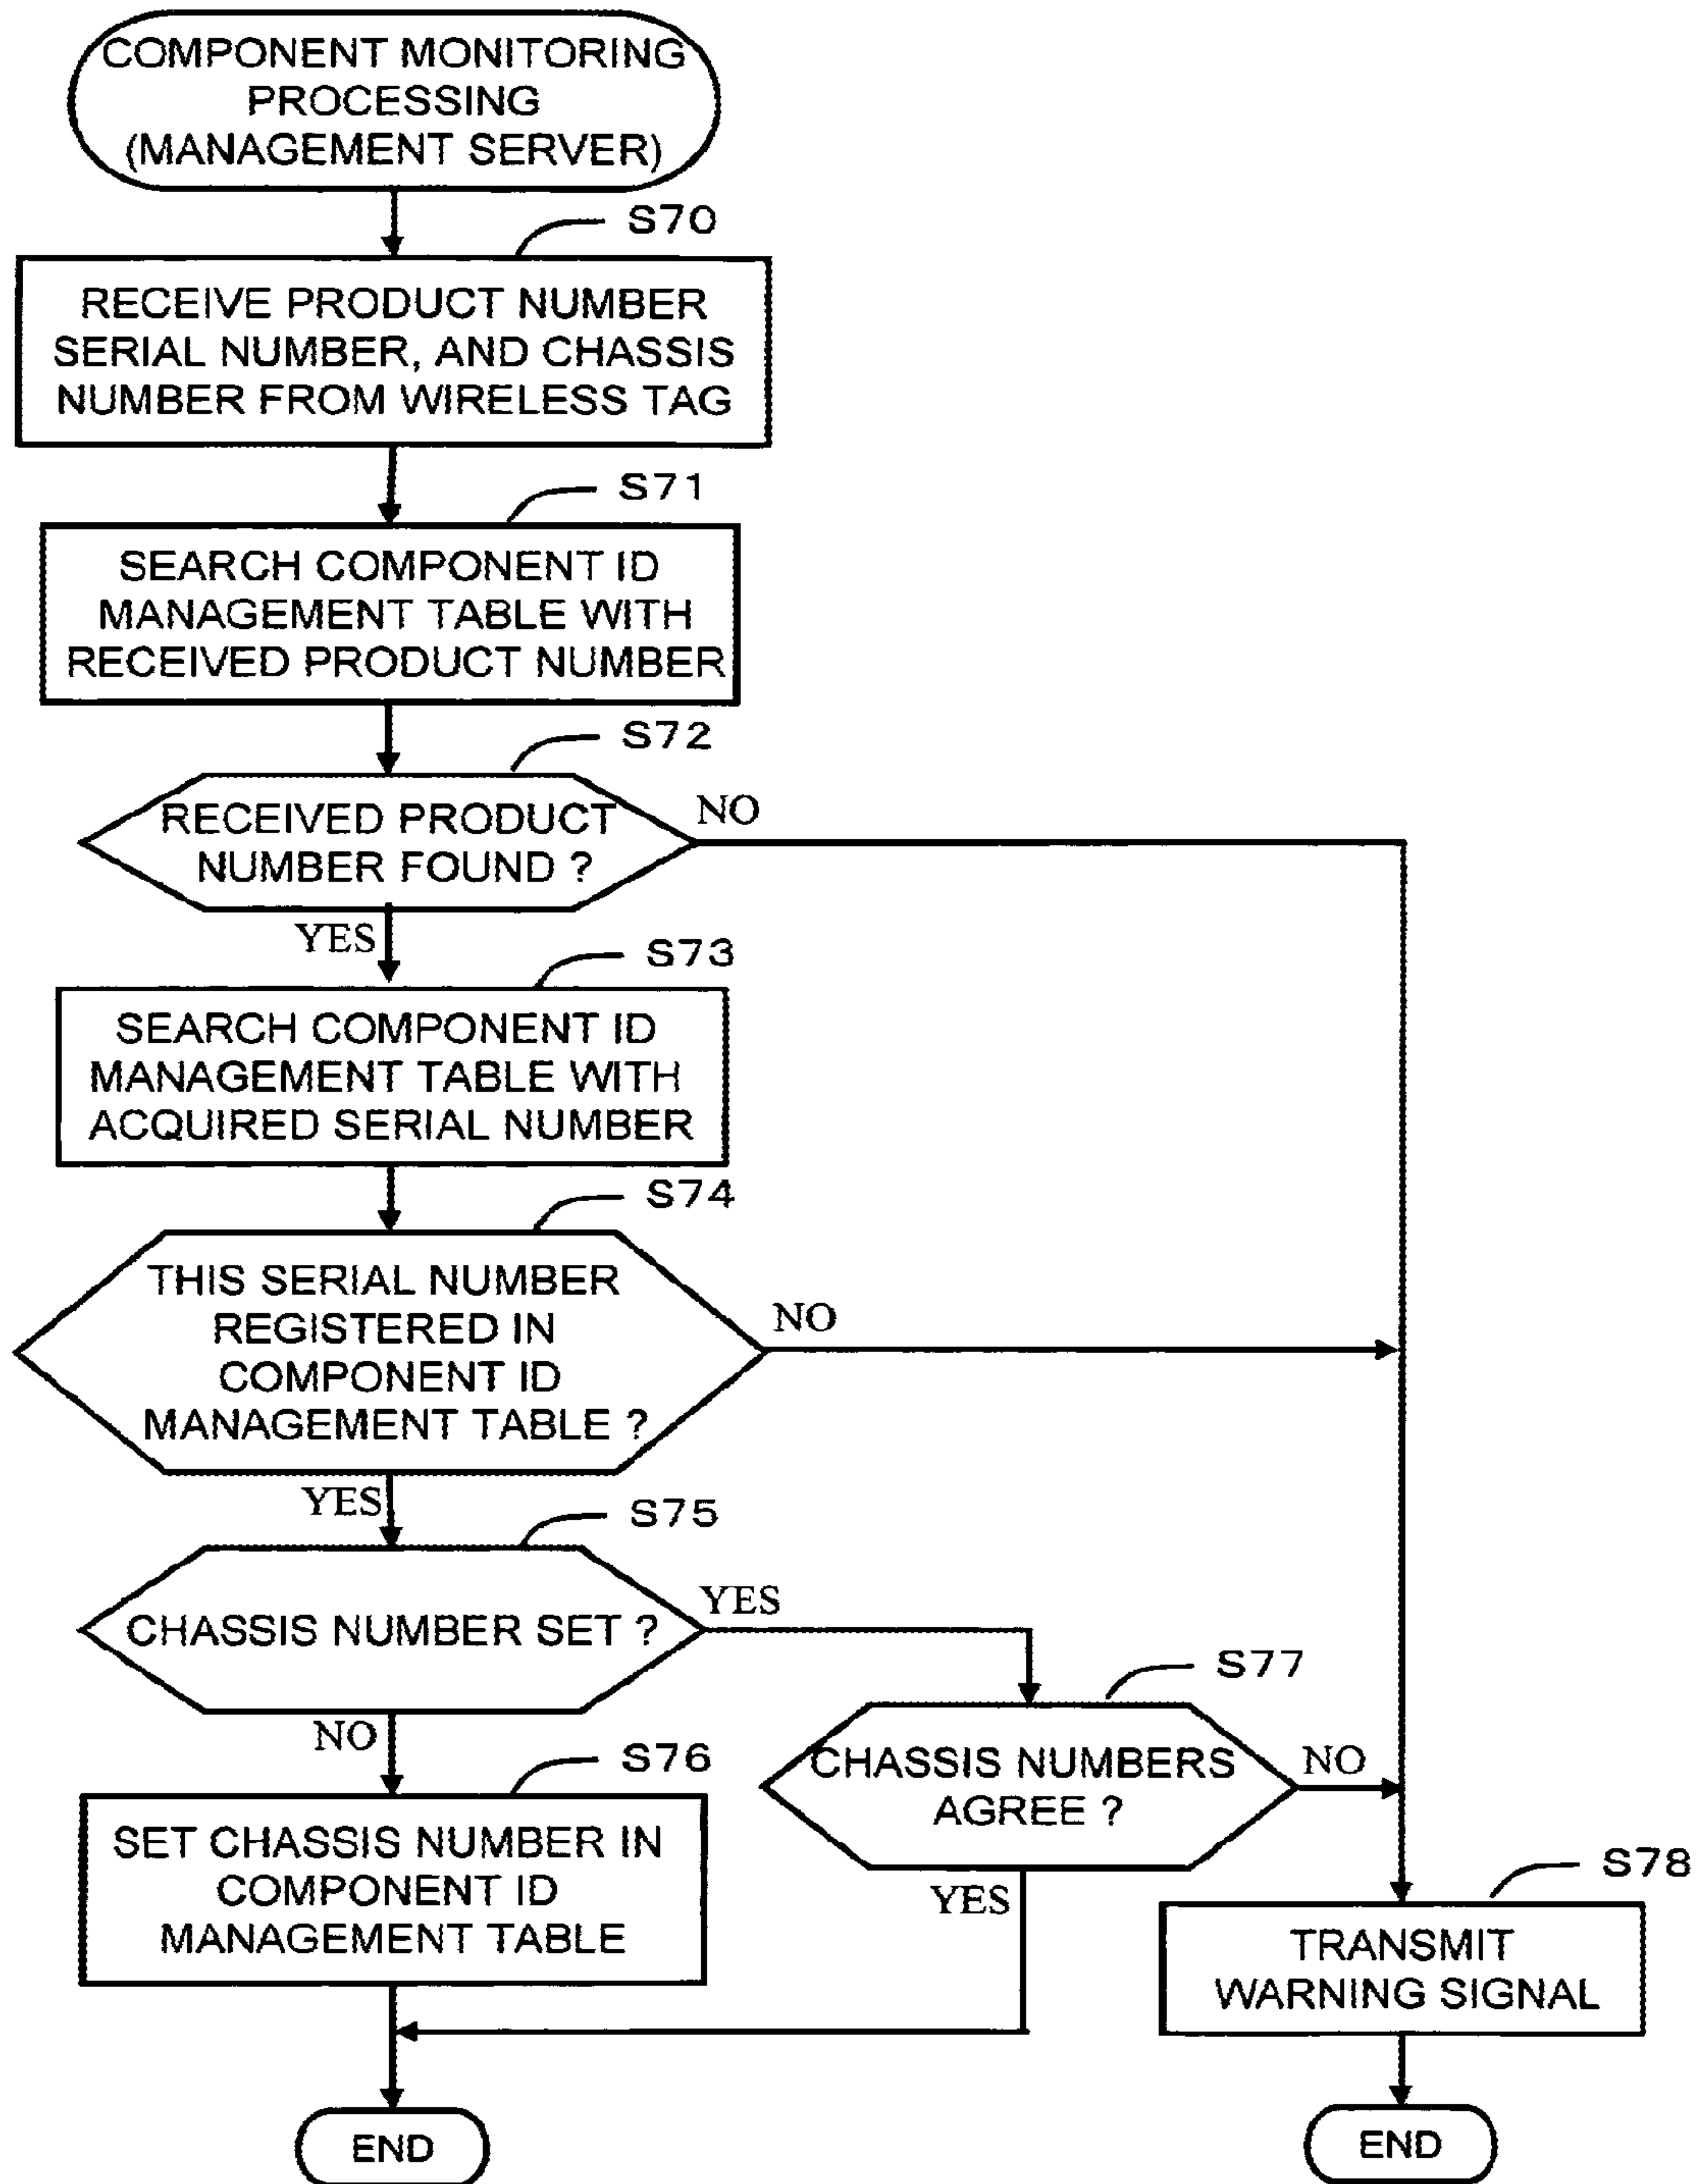 COMPONENT MONITORING
PROCESSING
(MANAGEMENT SERVER)
S70
RECEIVE PRODUCT NUMBER
SERIAL NUMBER, AND CHASSIS
NUMBER FROM WIRELESS TAG
S71
SEARCH COMPONENT ID
MANAGEMENT TABLE WITH
RECEIVED PRODUCT NUMBER
S72
RECEIVED PRODUCT
NUMBER FOUND ?
NO
YES
S73
SEARCH COMPONENT ID
MANAGEMENT TABLE WITH
ACQUIRED SERIAL NUMBER
S74
THIS SERIAL NUMBER
REGISTERED IN
COMPONENT ID
MANAGEMENT TABLE ?
NO
YES
S75
CHASSIS NUMBER SET ?
YES
NO
S77
CHASSIS NUMBERS
AGREE ?
NO
YES
S76
SET CHASSIS NUMBER IN
COMPONENT ID
MANAGEMENT TABLE
S78
TRANSMIT
WARNING SIGNAL
END
END